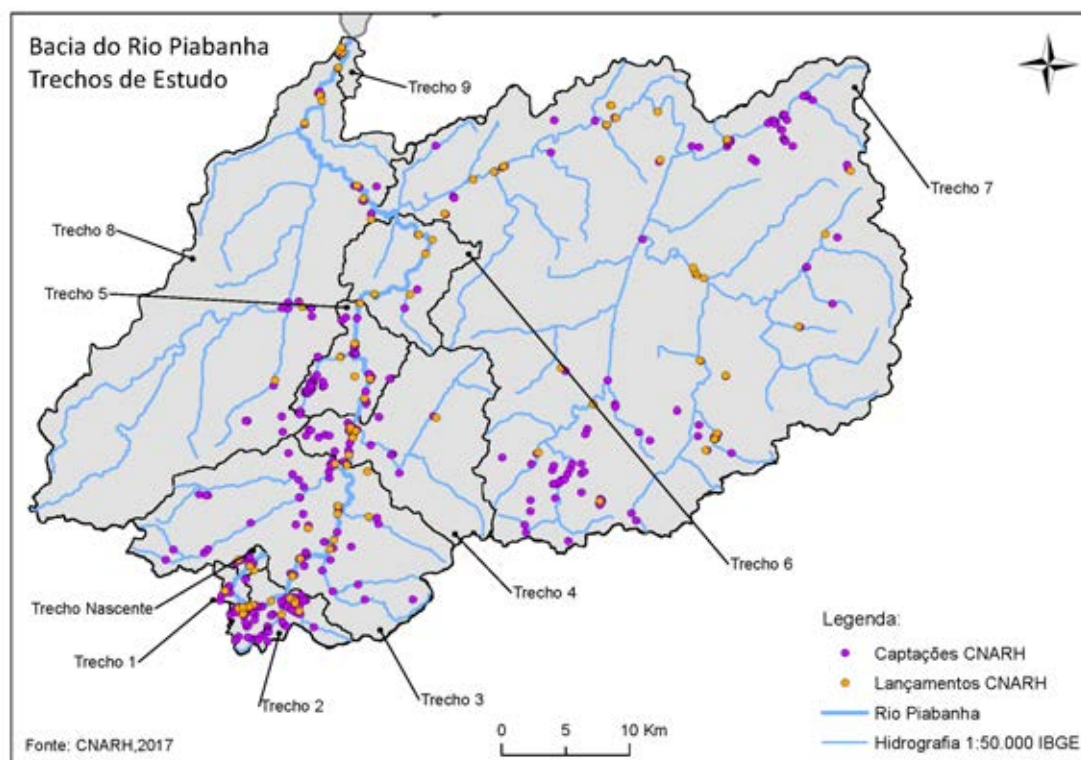 Bacia do Rio Piabanha
Trechos de Estudo
Trecho 9
Trecho 7
Trecho 8
Trecho 5
Trecho 6
Trecho 4
Trecho Nascente
Trecho 1
Trecho 2
Trecho 3
Legenda:
Captações CNARH
Lançamentos CNARH
Rio Piabanha
Hidrografia 1:50.000 IBGE
0 5 10 Km
Fonte: CNARH,2017